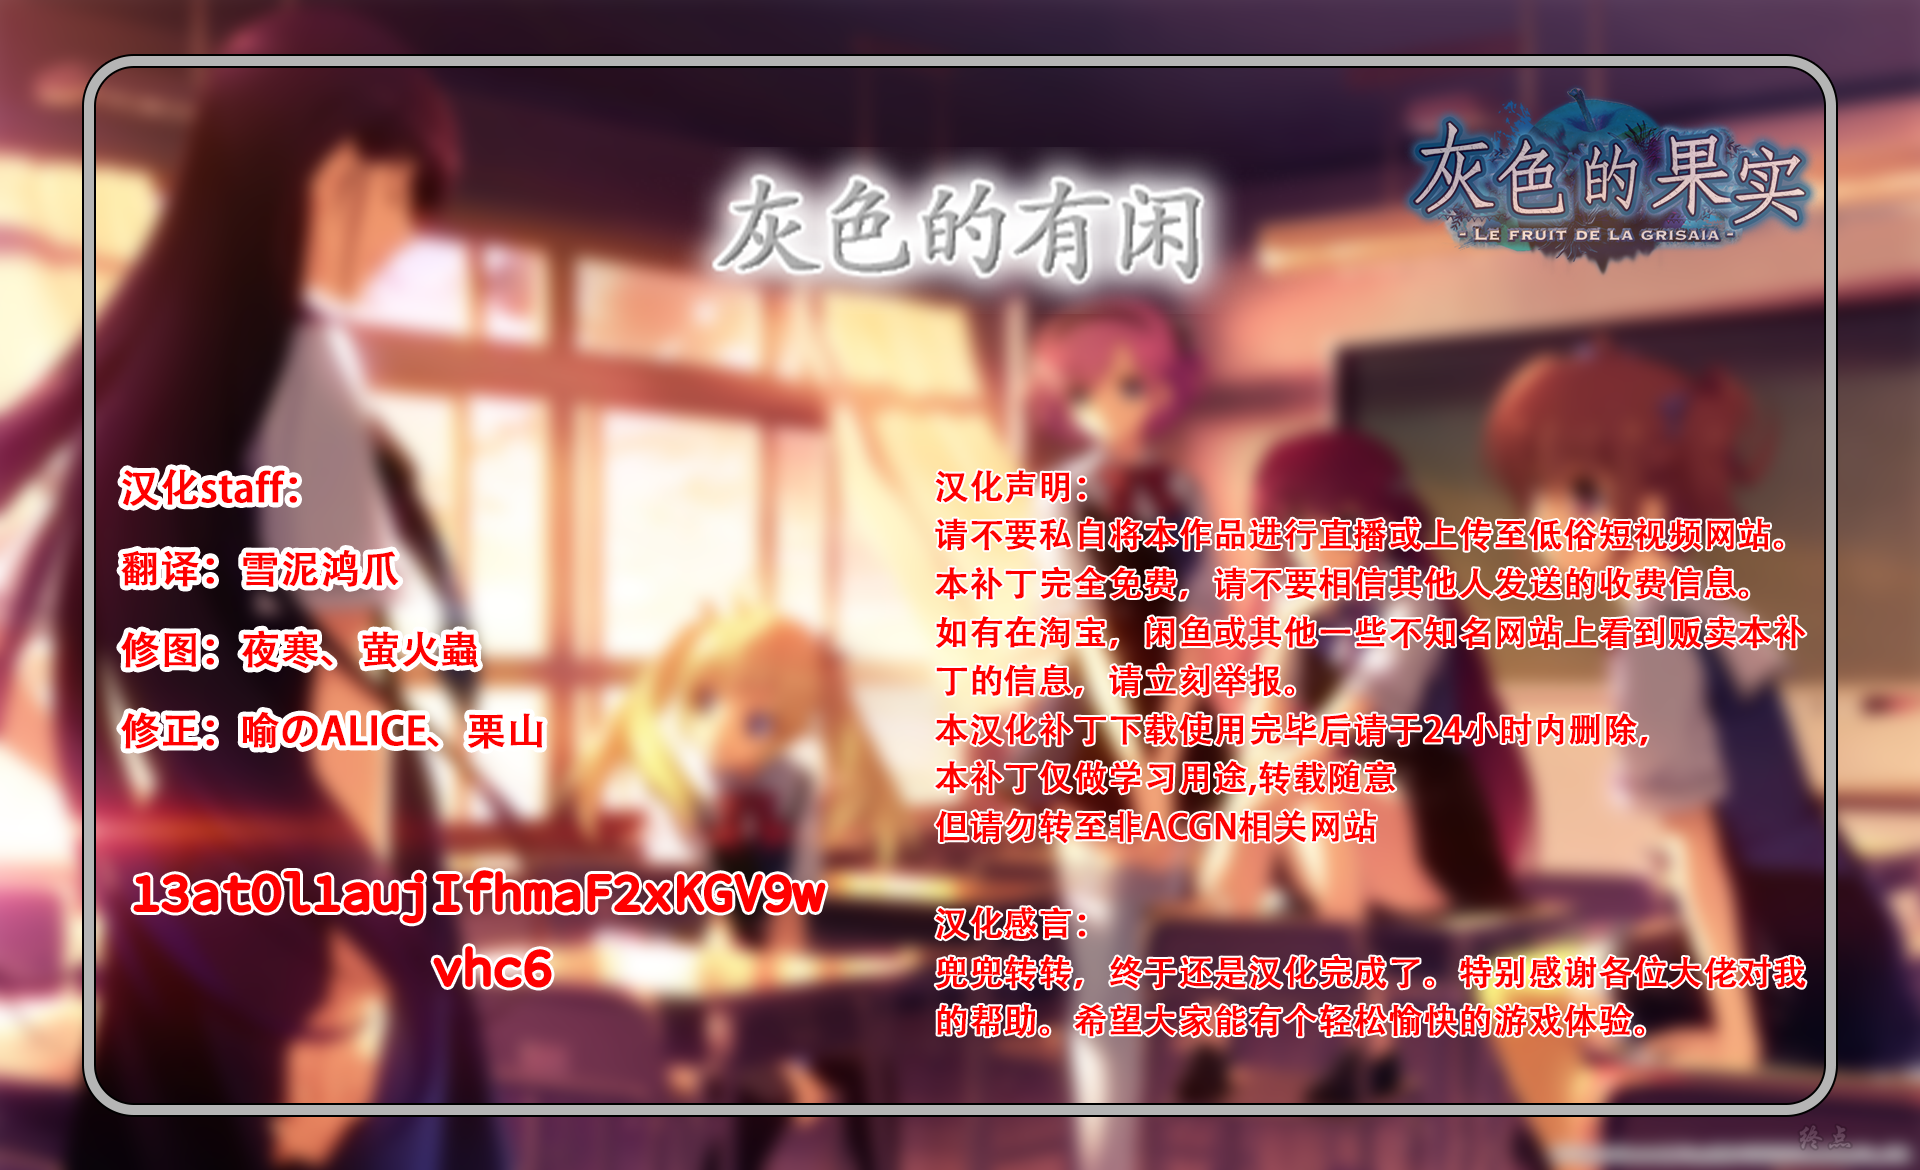 灰色的果实
- LE FRUIT DE LA GRISAIA -
灰色的有闲
汉化staff：
翻译：雪泥鸿爪
修图：夜寒、萤火蟲
修正：喻のALICE、栗山
13atOl1aujIfhmaF2xKGV9w
vhc6
汉化声明：
请不要私自将本作品进行直播或上传至低俗短视频网站。
本补丁完全免费，请不要相信其他人发送的收费信息。
如有在淘宝，闲鱼或其他一些不知名网站上看到贩卖本补
丁的信息，请立刻举报。
本汉化补丁下载使用完毕后请于24小时内删除，
本补丁仅做学习用途,转载随意
但请勿转至非ACGN相关网站
汉化感言：
兜兜转转，终于还是汉化完成了。特别感谢各位大佬对我
的帮助。希望大家能有个轻松愉快的游戏体验。
终点